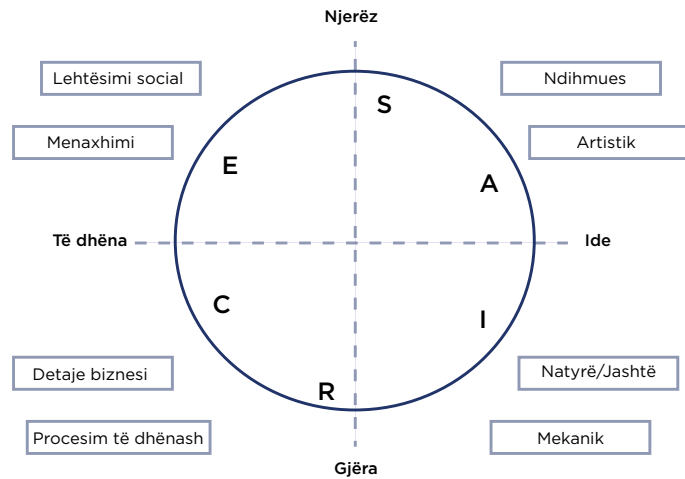 Njerëz
Lehtësimi social
Ndihmues
S
Menaxhimi
Artistik
E
A
Të dhëna
Ide
C
I
Detaje biznesi
Natyrë/Jashtë
R
Procesim të dhënash
Mekanik
Gjëra